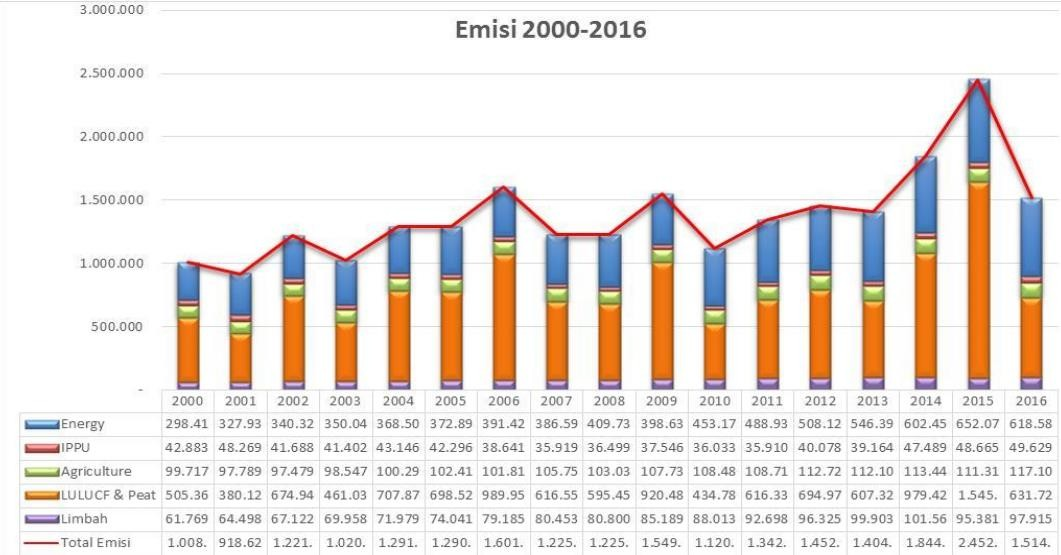 Emisi 2000-2016
3.000.000
2.500.000
2.000.000
1.500.000
1.000.000
500.000
-
2000 2001 2002 2003 2004 2005 2006 2007 2008 2009 2010 2011 2012 2013 2014 2015 2016
Energy 298.41 327.93 340.32 350.04 368.50 372.89 391.42 386.59 409.73 398.63 453.17 488.93 508.12 546.39 602.45 652.07 618.58
IPPU 42.883 48.269 41.688 41.402 43.146 42.296 38.641 35.919 36.499 37.546 36.033 35.910 40.078 39.164 47.489 48.665 49.629
Agriculture 99.717 97.789 97.479 98.547 100.29 102.41 101.81 105.75 103.03 107.73 108.48 108.71 112.72 112.10 113.44 111.31 117.10
LULUCF & Peat 505.36 380.12 674.94 461.03 707.87 698.52 989.95 616.55 595.45 920.48 434.78 616.33 694.97 607.32 979.42 1.545. 631.72
Limbah 61.769 64.498 67.122 69.958 71.979 74.041 79.185 80.453 80.800 85.189 88.013 92.698 96.325 99.903 101.56 95.381 97.915
Total Emisi 1.008. 918.62 1.221. 1.020. 1.291. 1.290. 1.601. 1.225. 1.225. 1.549. 1.120. 1.342. 1.452. 1.404. 1.844. 2.452. 1.514.